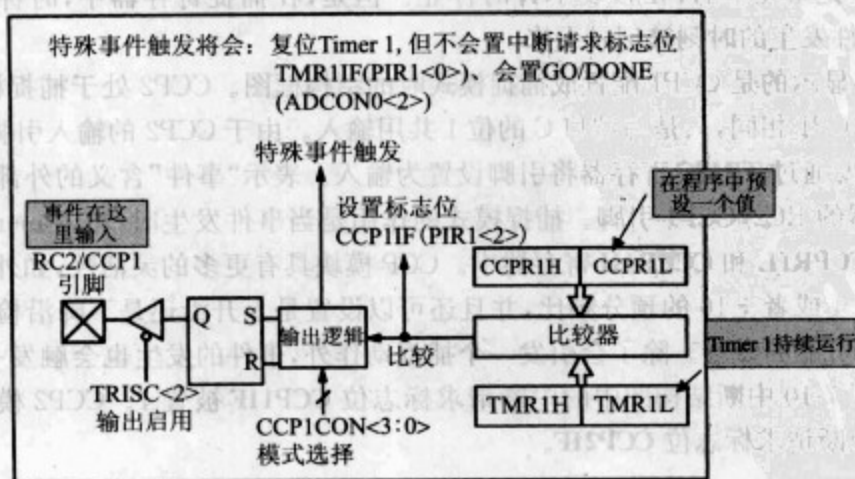 特殊事件触发将会：复位Timer 1, 但不会置中断请求标志位
TMR1IF(PIR1<0>)、会置GO/DONE
(ADCON0<2>)
特殊事件触发
设置标志位
CCP1IF(PIR1<2>)
在程序中预
设一个值
事件在这
里输入
RC2/CCP1
引脚
CCPR1H CCPR1L
Q S
R
输出逻辑
比较
比较器
Timer 1持续运行
TRISC<2>
输出启用
TMR1H TMR1L
CCP1CON<3:0>
模式选择